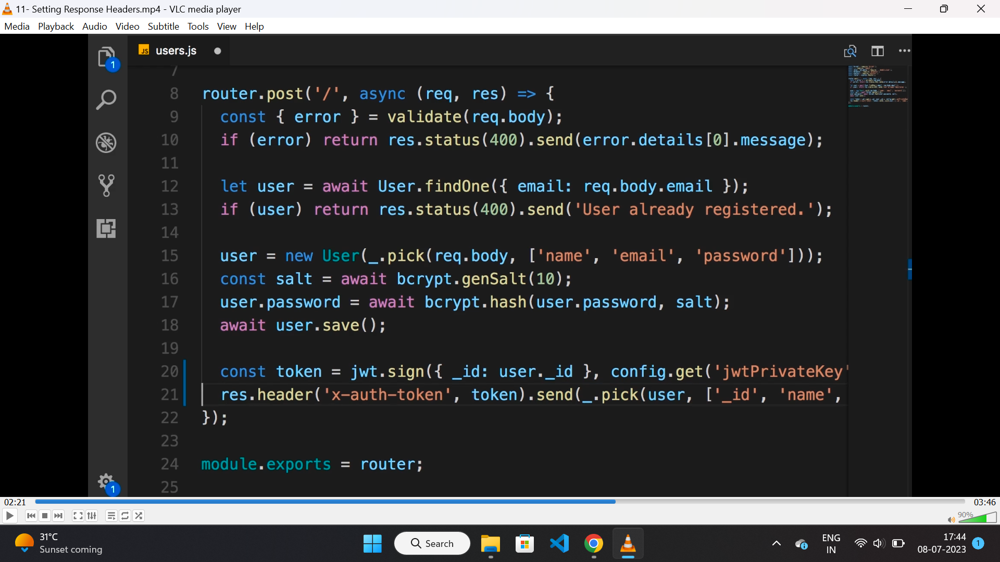 11- Setting Response Headers.mp4 - VLC media player
Media Playback Audio Video Subtitle Tools View Help
1
JS users.js
7
8 router.post('/', async (req, res) => {
9 const { error } = validate(req.body);
10 if (error) return res.status(400).send(error.details[0].message);
11
12 let user = await User.findOne({ email: req.body.email });
13 if (user) return res.status(400).send('User already registered.');
14
15 user = new User(_.pick(req.body, ['name', 'email', 'password']));
16 const salt = await bcrypt.genSalt(10);
17 user.password = await bcrypt.hash(user.password, salt);
18 await user.save();
19
20 const token = jwt.sign({ _id: user._id }, config.get('jwtPrivateKey'
21 res.header('x-auth-token', token).send(_.pick(user, ['_id', 'name',
22 });
23
24 module.exports = router;
25
1
02:21 03:46
90%
31°C
Sunset coming
Search
ENG
IN
17:44
08-07-2023
1